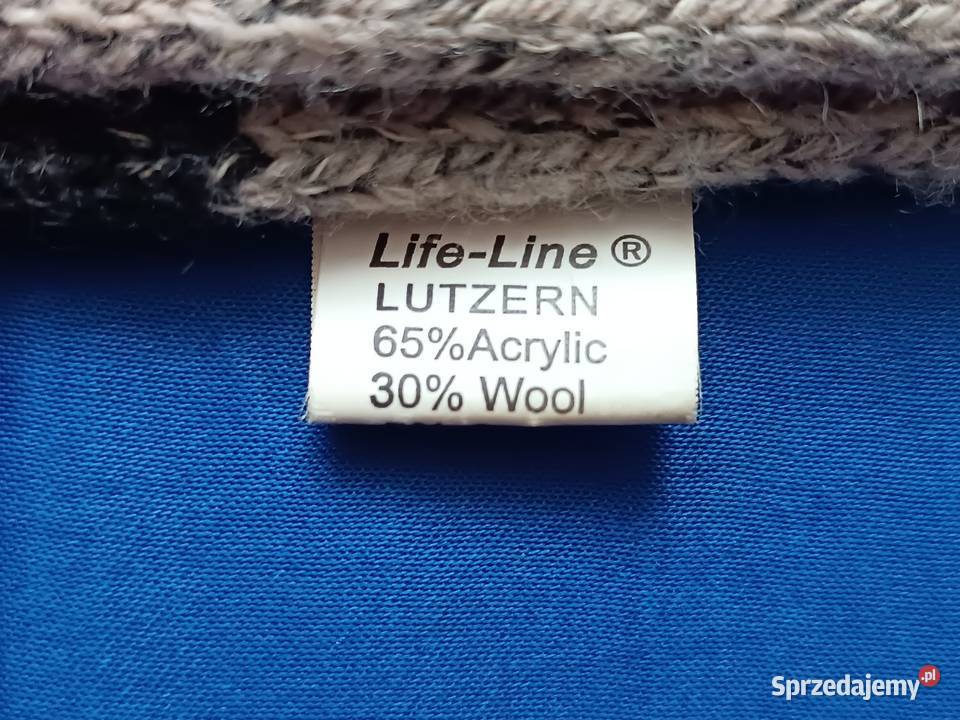 Life-Line ®
LUTZERN
65%Acrylic
30% Wool
Sprzedajemy.pl